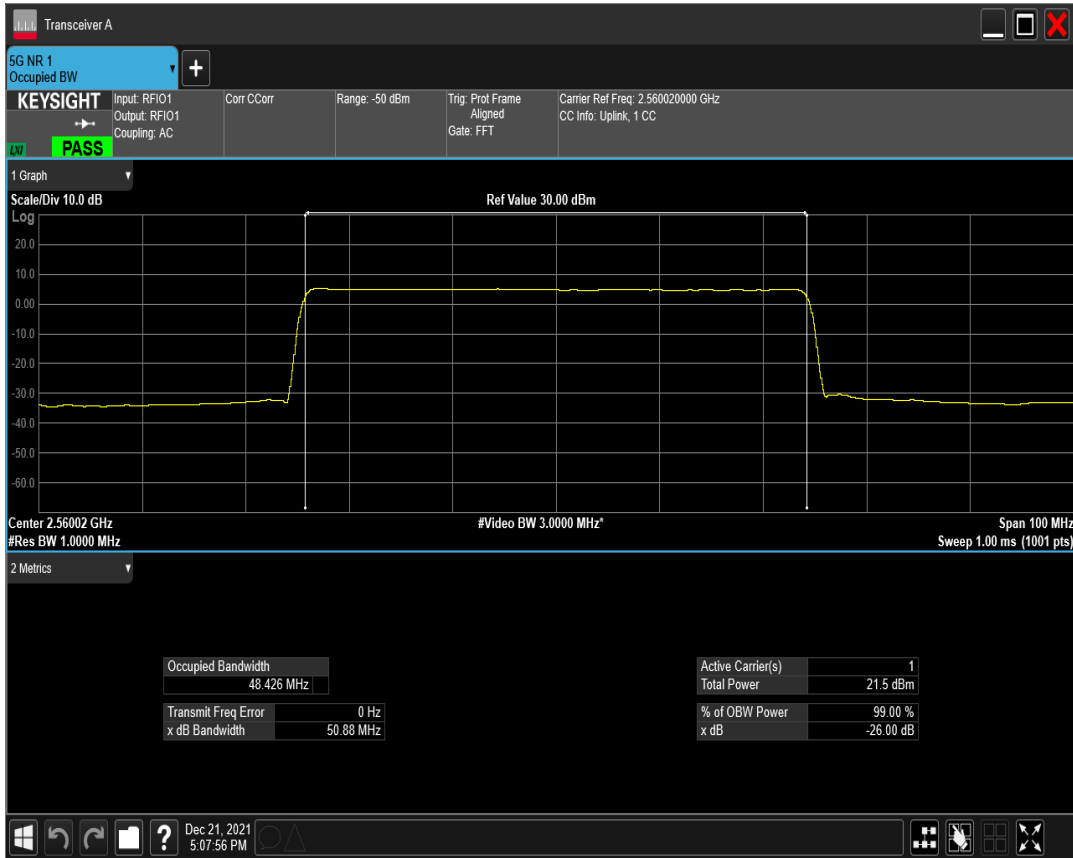 Transceiver A
5G NR 1
Occupied BW
+
KEYSIGHT
LXI
PASS
Input: RFIO1
Output: RFIO1
Coupling: AC
Corr CCorr
Range: -50 dBm
Trig: Prot Frame
Aligned
Gate: FFT
Carrier Ref Freq: 2.560020000 GHz
CC Info: Uplink, 1 CC
1 Graph
Scale/Div 10.0 dB
Ref Value 30.00 dBm
Log
20.0
10.0
0.00
-10.0
-20.0
-30.0
-40.0
-50.0
-60.0
Center 2.56002 GHz
#Video BW 3.0000 MHz*
Span 100 MHz
#Res BW 1.0000 MHz
Sweep 1.00 ms (1001 pts)
2 Metrics
Occupied Bandwidth
48.426 MHz
Transmit Freq Error 0 Hz
x dB Bandwidth 50.88 MHz
Active Carrier(s) 1
Total Power 21.5 dBm
% of OBW Power 99.00 %
x dB -26.00 dB
?
Dec 21, 2021
5:07:56 PM